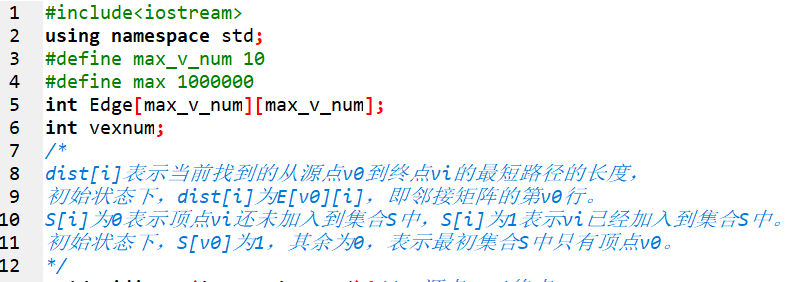 1 #include<iostream>
2 using namespace std;
3 #define max_v_num 10
4 #define max 1000000
5 int Edge[max_v_num][max_v_num];
6 int vexnum;
7 /*
8 dist[i]表示当前找到的从源点v0到终点vi的最短路径的长度，
9 初始状态下，dist[i]为E[v0][i]，即邻接矩阵的第v0行。
10 S[i]为0表示顶点vi还未加入到集合S中，S[i]为1表示vi已经加入到集合S中。
11 初始状态下，S[v0]为1，其余为0，表示最初集合S中只有顶点v0。
12 */